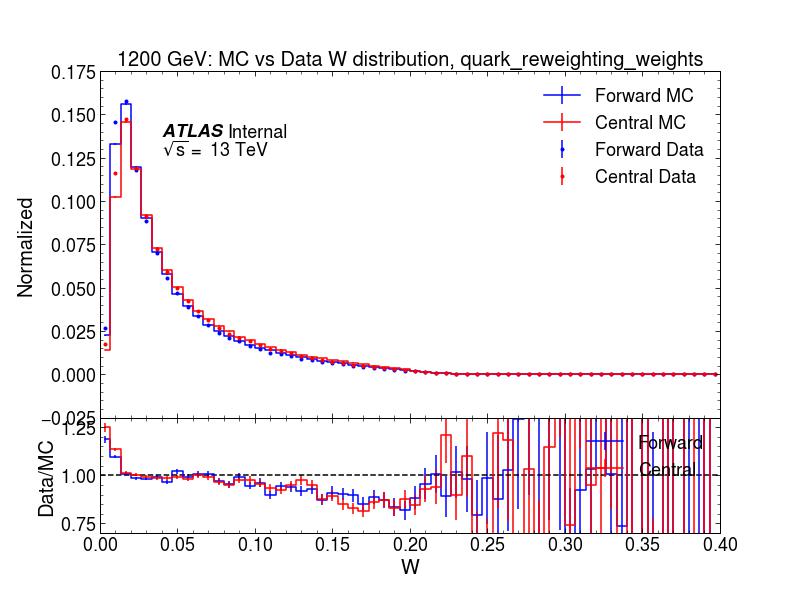 1200 GeV: MC vs Data W distribution, quark_reweighting_weights
0.175
0.150
0.125
0.100
0.075
0.050
0.025
0.000
−0.025
Normalized
ATLAS Internal
√s = 13 TeV
Forward MC
Central MC
Forward Data
Central Data
1.25
1.00
0.75
Data/MC
Forward
Central
0.00 0.05 0.10 0.15 0.20 0.25 0.30 0.35 0.40
W